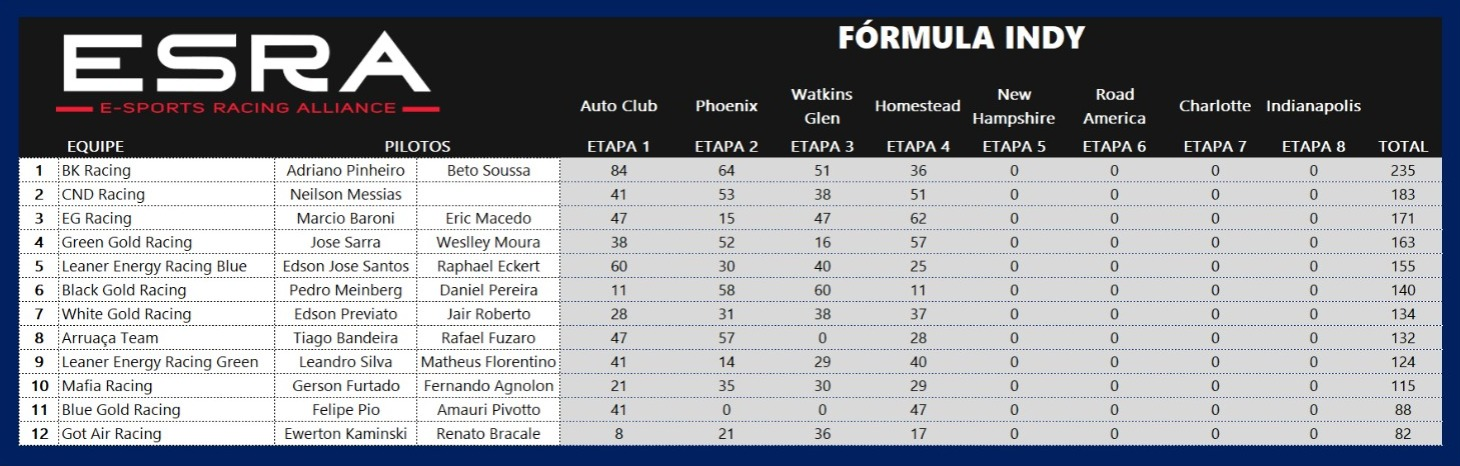 ESRA
E-SPORTS RACING ALLIANCE
FÓRMULA INDY
Auto Club Phoenix Watkins Glen Homestead New Hampshire Road America Charlotte Indianapolis
EQUIPE PILOTOS ETAPA 1 ETAPA 2 ETAPA 3 ETAPA 4 ETAPA 5 ETAPA 6 ETAPA 7 ETAPA 8 TOTAL
1 BK Racing Adriano Pinheiro Beto Soussa 84 64 51 36 0 0 0 0 235
2 CND Racing Neilson Messias 41 53 38 51 0 0 0 0 183
3 EG Racing Marcio Baroni Eric Macedo 47 15 47 62 0 0 0 0 171
4 Green Gold Racing Jose Sarra Weslley Moura 38 52 16 57 0 0 0 0 163
5 Leaner Energy Racing Blue Edson Jose Santos Raphael Eckert 60 30 40 25 0 0 0 0 155
6 Black Gold Racing Pedro Meinberg Daniel Pereira 11 58 60 11 0 0 0 0 140
7 White Gold Racing Edson Previato Jair Roberto 28 31 38 37 0 0 0 0 134
8 Arruaça Team Tiago Bandeira Rafael Fuzaro 47 57 0 28 0 0 0 0 132
9 Leaner Energy Racing Green Leandro Silva Matheus Florentino 41 14 29 40 0 0 0 0 124
10 Mafia Racing Gerson Furtado Fernando Agnolon 21 35 30 29 0 0 0 0 115
11 Blue Gold Racing Felipe Pio Amauri Pivotto 41 0 0 47 0 0 0 0 88
12 Got Air Racing Ewerton Kaminski Renato Bracale 8 21 36 17 0 0 0 0 82